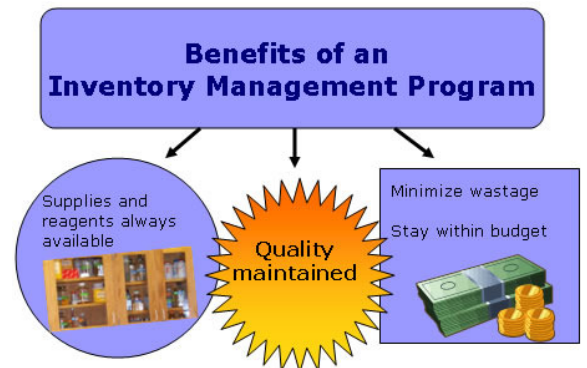 Benefits of an
Inventory Management Program
Supplies and
reagents always
available
Quality
maintained
Minimize wastage
Stay within budget